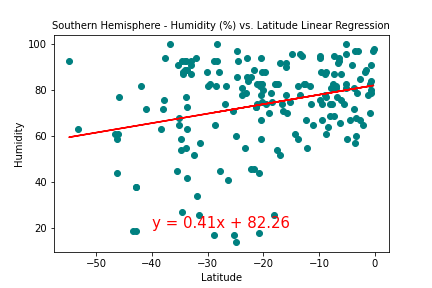 Southern Hemisphere - Humidity (%) vs. Latitude Linear Regression
100
80
60
40
20
Humidity
y = 0.41x + 82.26
−50
−40
−30
−20
−10
0
Latitude